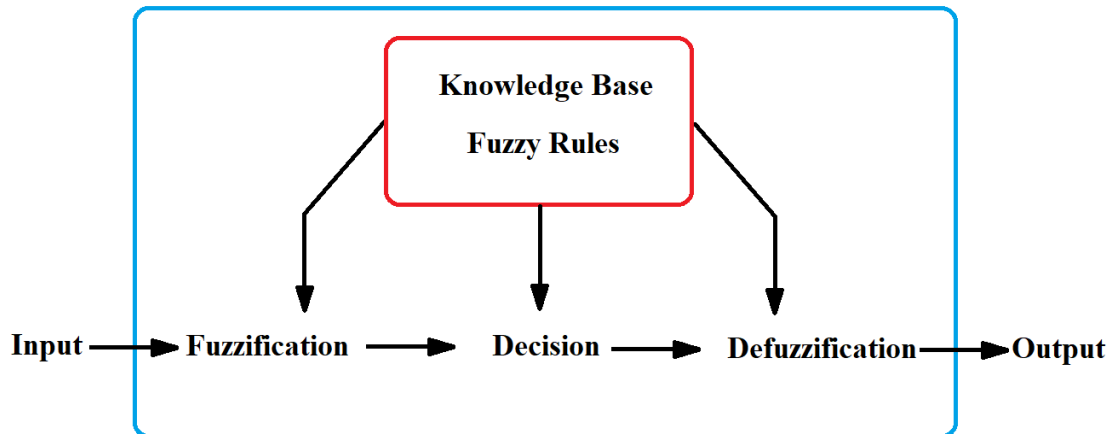 Knowledge Base
Fuzzy Rules
Input
Fuzzification
Decision
Defuzzification
Output